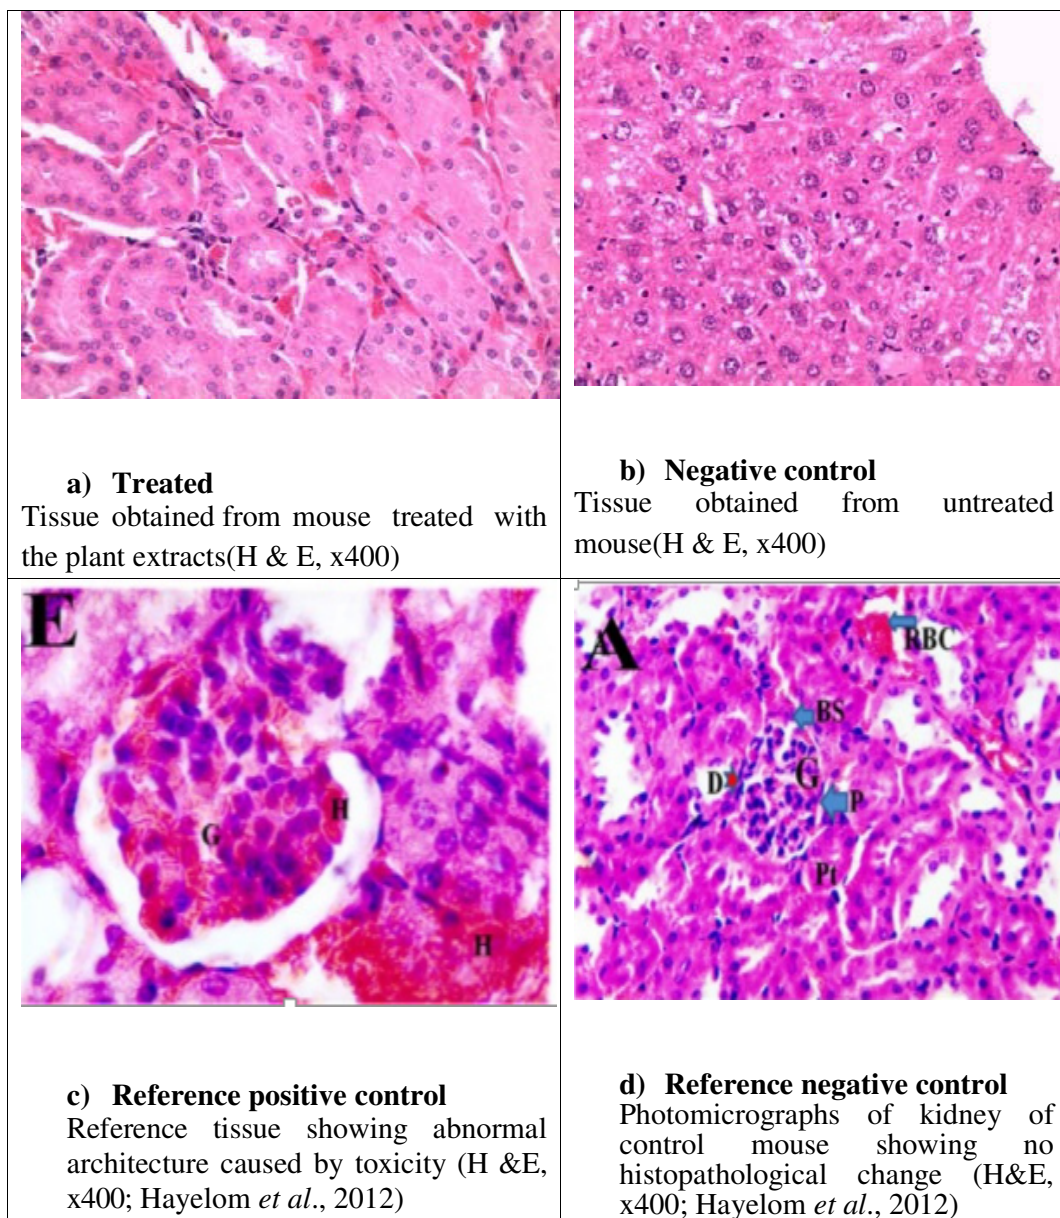 a) Treated
Tissue obtained from mouse treated with
the plant extracts(H & E, x400)
b) Negative control
Tissue obtained from untreated
mouse(H & E, x400)
E
G
H
H
c) Reference positive control
Reference tissue showing abnormal
architecture caused by toxicity (H &E,
x400; Hayelom et al., 2012)
A
RBC
BS
G
D
P
Pt
d) Reference negative control
Photomicrographs of kidney of
control mouse showing no
histopathological change (H&E,
x400; Hayelom et al., 2012)